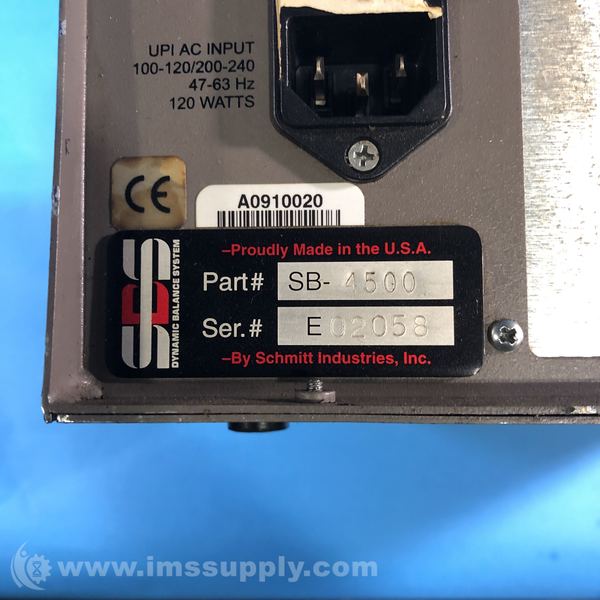 UPI AC INPUT
100-120/200-240
47-63 Hz
120 WATTS
CE
A0910020
SBS
DYNAMIC BALANCE SYSTEM
–Proudly Made in the U.S.A.
Part# SB- 4500
Ser.# E 02058
–By Schmitt Industries, Inc.
www.imssupply.com